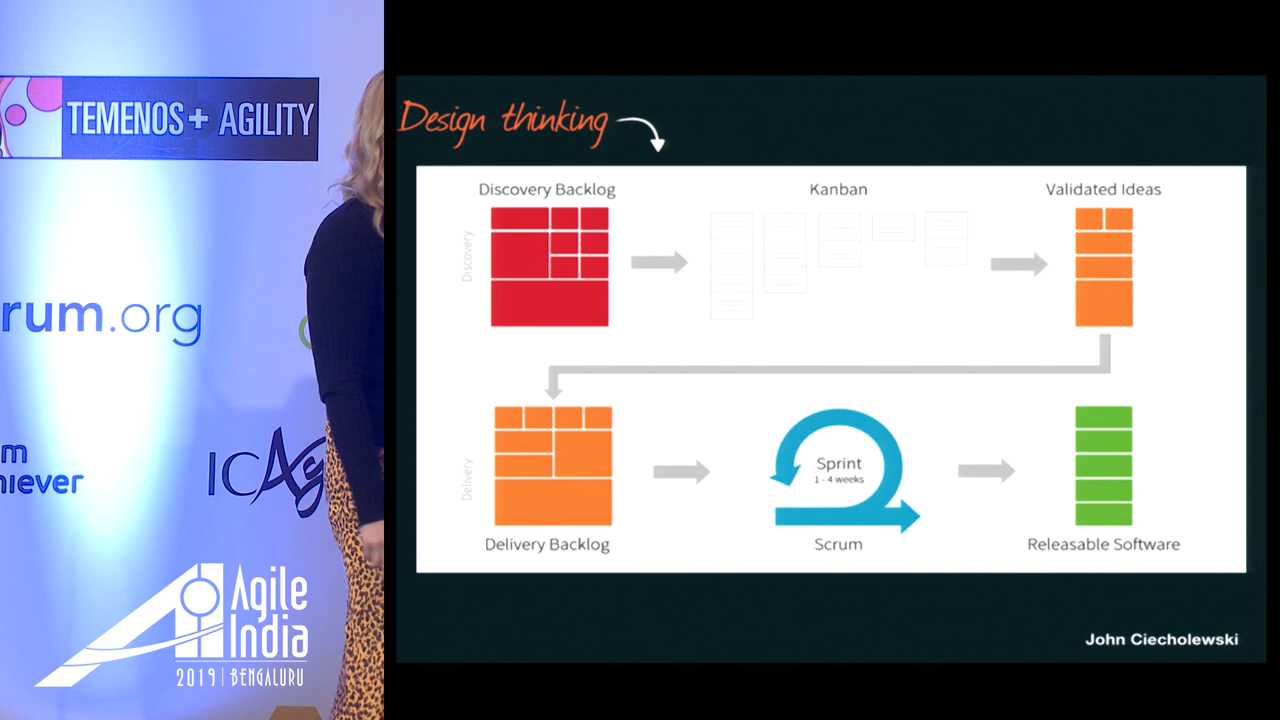 TEMENOS+ AGILITY
rum.org
m
niever
ICAg
Agile
India
2019 | BENGALURU
Design thinking
Discovery Backlog
Kanban
Validated Ideas
Discovery
Delivery
Sprint
1 - 4 weeks
Delivery Backlog
Scrum
Releasable Software
John Ciecholewski